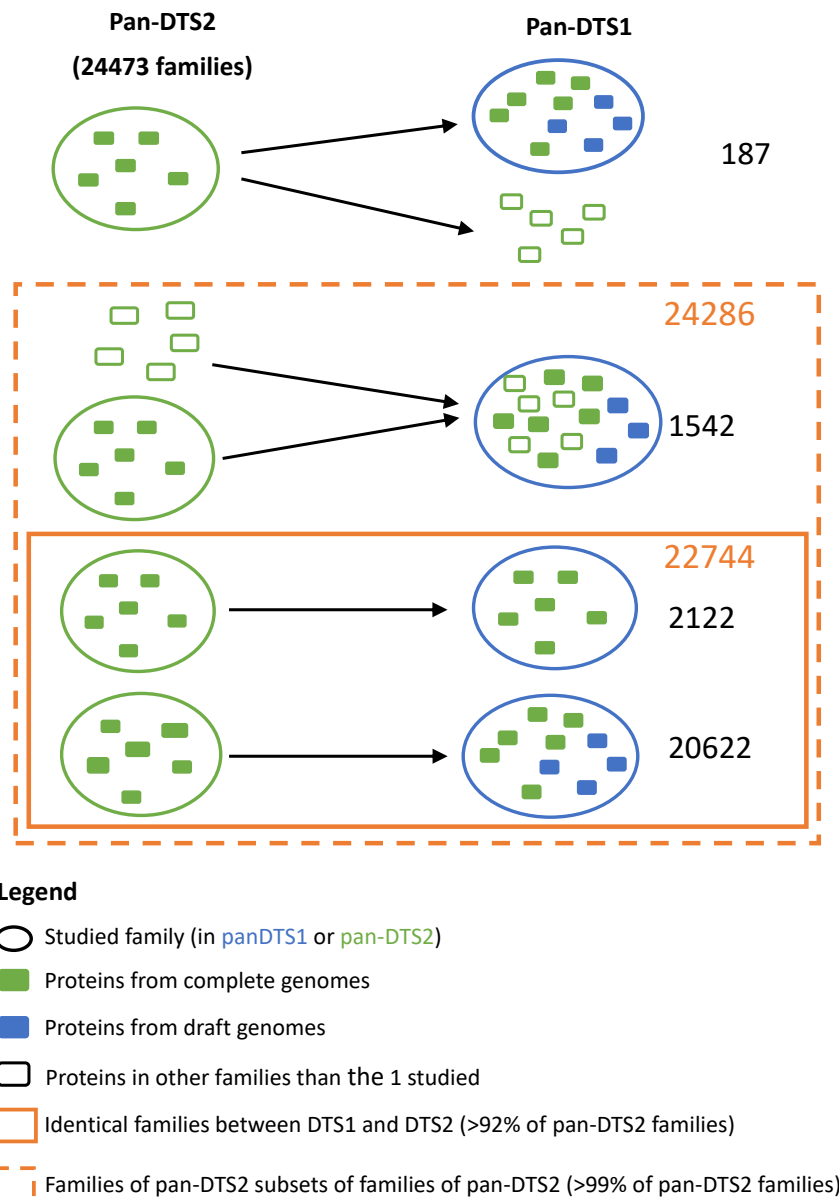 Pan-DTS2
(24473 families)
Pan-DTS1
187
24286
1542
22744
2122
20622
Legend
Studied family (in panDTS1 or pan-DTS2)
Proteins from complete genomes
Proteins from draft genomes
Proteins in other families than the 1 studied
Identical families between DTS1 and DTS2 (>92% of pan-DTS2 families)
Families of pan-DTS2 subsets of families of pan-DTS2 (>99% of pan-DTS2 families)